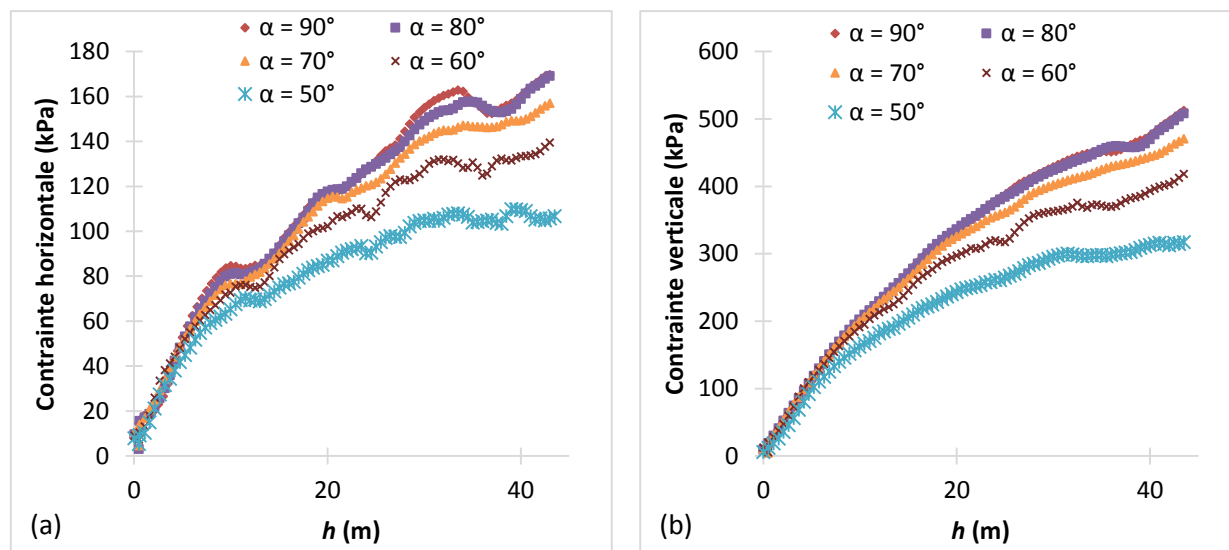 α = 90° α = 80°
α = 70° α = 60°
α = 50°
180
160
140
120
100
80
60
40
20
0
0 20 40
Contrainte horizontale (kPa)
h (m)
(a)
α = 90° α = 80°
α = 70° α = 60°
α = 50°
600
500
400
300
200
100
0
0 20 40
Contrainte verticale (kPa)
h (m)
(b)